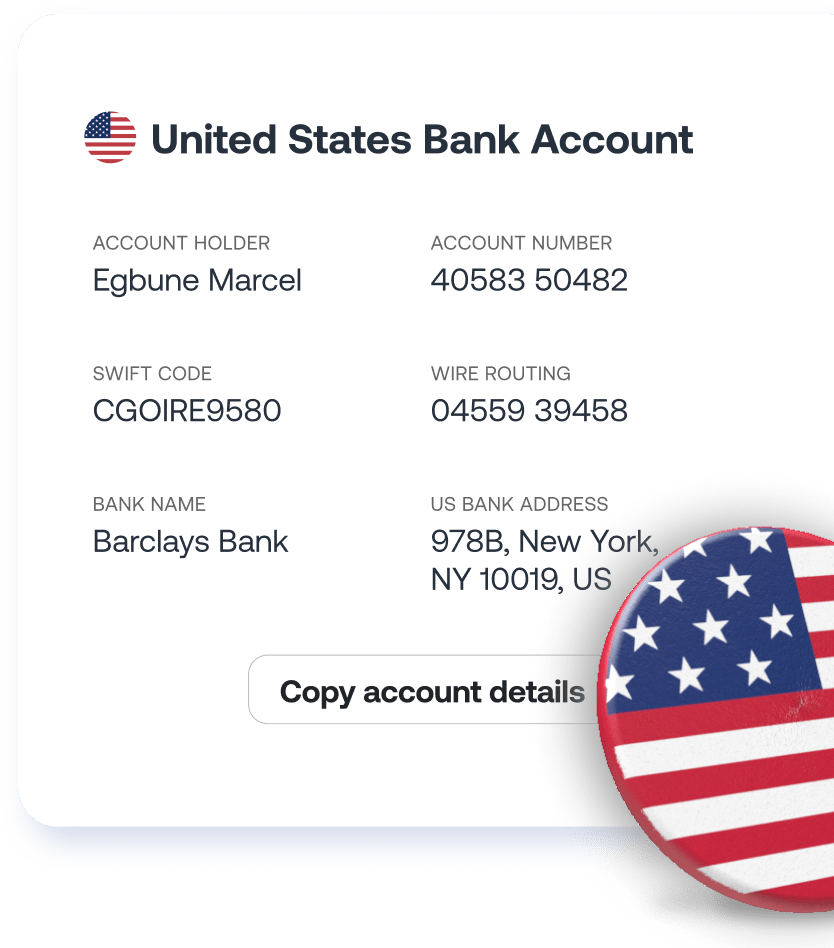 United States Bank Account
ACCOUNT HOLDER
Egbune Marcel
ACCOUNT NUMBER
40583 50482
SWIFT CODE
CGOIRE9580
WIRE ROUTING
04559 39458
BANK NAME
Barclays Bank
US BANK ADDRESS
978B, New York,
NY 10019, US
Copy account details